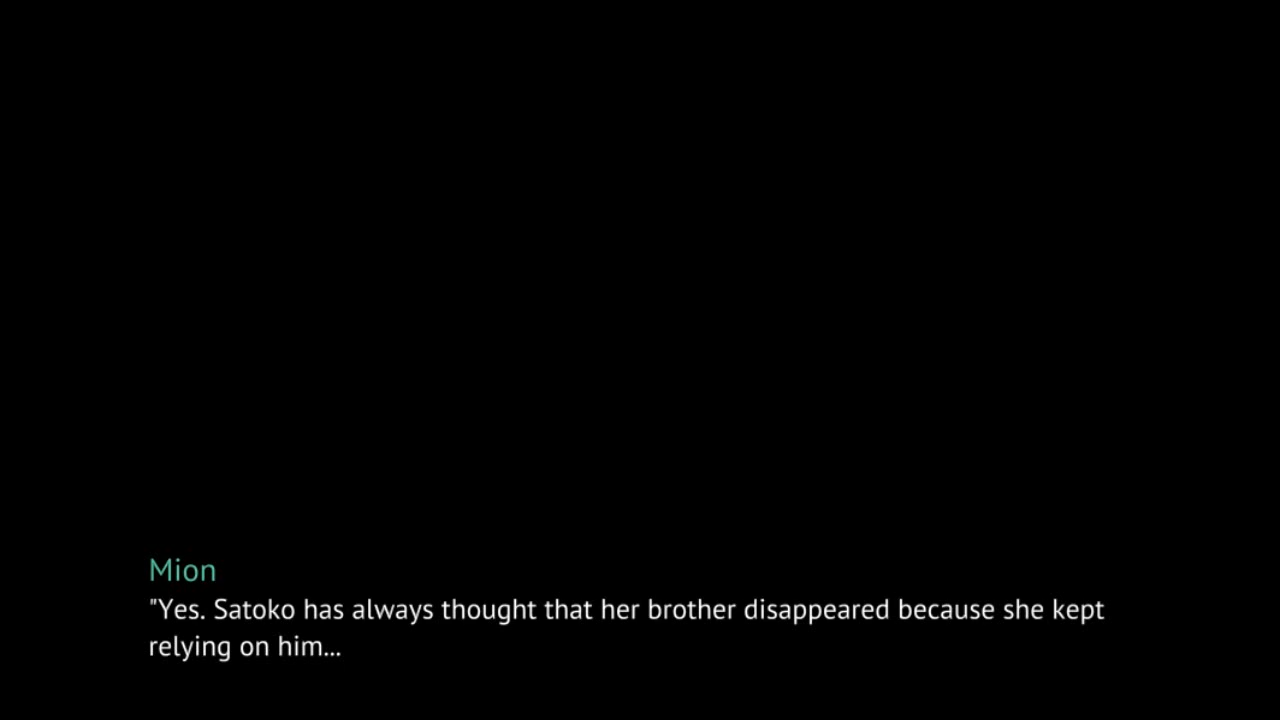 Mion
"Yes. Satoko has always thought that her brother disappeared because she kept
relying on him...